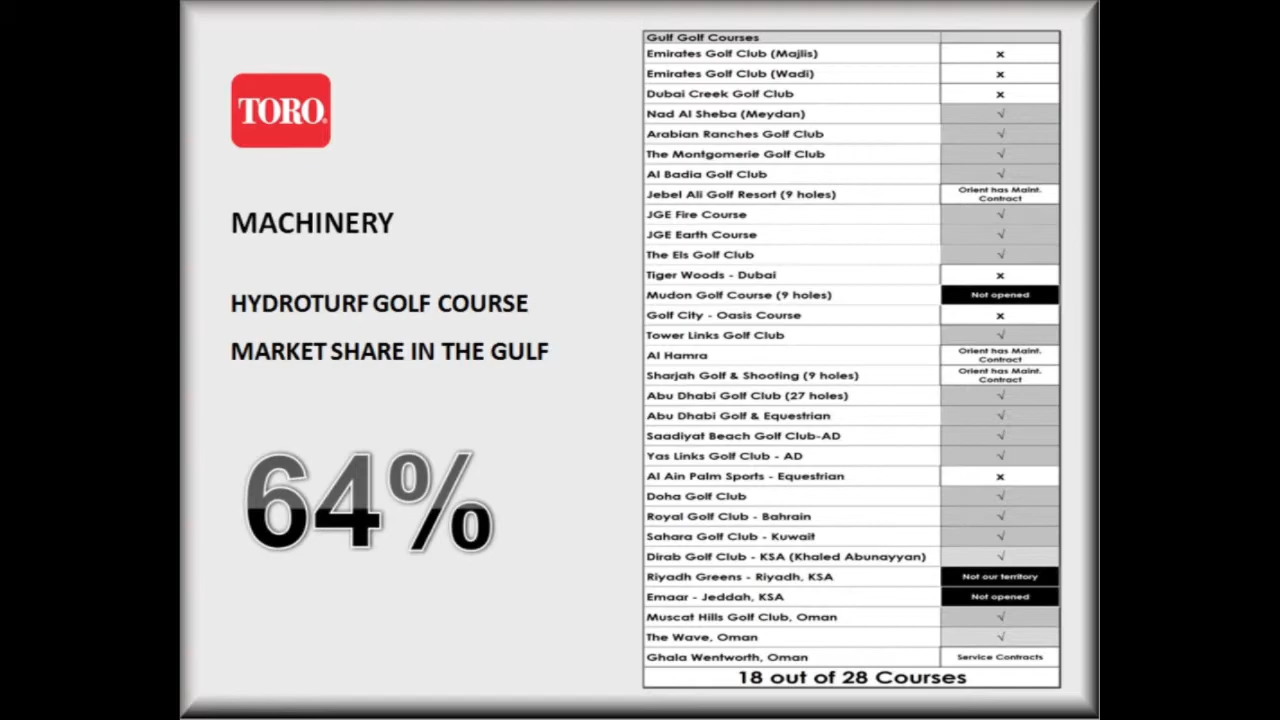 TORO
MACHINERY
HYDROTURF GOLF COURSE
MARKET SHARE IN THE GULF
64%
Gulf Golf Courses
Emirates Golf Club (Majlis) x
Emirates Golf Club (Wadi) x
Dubai Creek Golf Club x
Nad Al Sheba (Meydan) √
Arabian Ranches Golf Club √
The Montgomerie Golf Club √
Al Badia Golf Club √
Jebel Ali Golf Resort (9 holes) Orient has Maint. Contract
JGE Fire Course √
JGE Earth Course √
The Els Golf Club √
Tiger Woods - Dubai x
Mudon Golf Course (9 holes) Not opened
Golf City - Oasis Course x
Tower Links Golf Club √
Al Hamra Orient has Maint. Contract
Sharjah Golf & Shooting (9 holes) Orient has Maint. Contract
Abu Dhabi Golf Club (27 holes) √
Abu Dhabi Golf & Equestrian √
Saadiyat Beach Golf Club-AD √
Yas Links Golf Club - AD √
Al Ain Palm Sports - Equestrian x
Doha Golf Club √
Royal Golf Club - Bahrain √
Sahara Golf Club - Kuwait √
Dirab Golf Club - KSA (Khaled Abunayyan) √
Riyadh Greens - Riyadh, KSA Not our territory
Emaar - Jeddah, KSA Not opened
Muscat Hills Golf Club, Oman √
The Wave, Oman √
Ghala Wentworth, Oman Service Contracts
18 out of 28 Courses